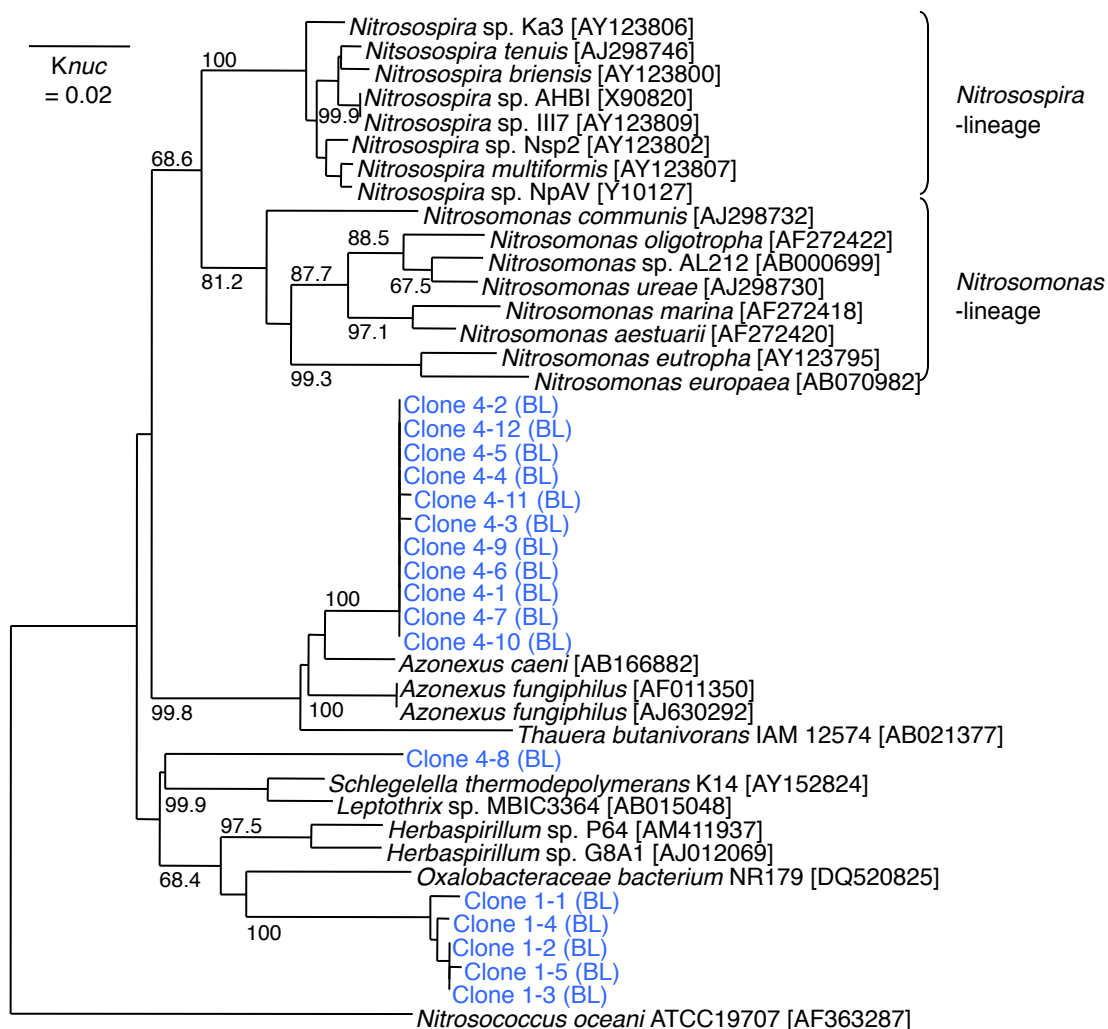 Nitrosospira sp. Ka3 [AY123806]
Nitsosospira tenuis [AJ298746]
Nitrosospira briensis [AY123800]
Nitrosospira sp. AHBI [X90820]
Nitrosospira sp. III7 [AY123809]
Nitrosospira sp. Nsp2 [AY123802]
Nitrosospira multiformis [AY123807]
Nitrosospira sp. NpAV [Y10127]
Nitrosomonas communis [AJ298732]
Nitrosomonas oligotropha [AF272422]
Nitrosomonas sp. AL212 [AB000699]
Nitrosomonas ureae [AJ298730]
Nitrosomonas marina [AF272418]
Nitrosomonas aestuarii [AF272420]
Nitrosomonas eutropha [AY123795]
Nitrosomonas europaea [AB070982]
Clone 4-2 (BL)
Clone 4-12 (BL)
Clone 4-5 (BL)
Clone 4-4 (BL)
Clone 4-11 (BL)
Clone 4-3 (BL)
Clone 4-9 (BL)
Clone 4-6 (BL)
Clone 4-1 (BL)
Clone 4-7 (BL)
Clone 4-10 (BL)
Azonexus caeni [AB166882]
Azonexus fungiphilus [AF011350]
Azonexus fungiphilus [AJ630292]
Thauera butanivorans IAM 12574 [AB021377]
Clone 4-8 (BL)
Schlegelella thermodepolymerans K14 [AY152824]
Leptothrix sp. MBIC3364 [AB015048]
Herbaspirillum sp. P64 [AM411937]
Herbaspirillum sp. G8A1 [AJ012069]
Oxalobacteraceae bacterium NR179 [DQ520825]
Clone 1-1 (BL)
Clone 1-4 (BL)
Clone 1-2 (BL)
Clone 1-5 (BL)
Clone 1-3 (BL)
Nitrosococcus oceani ATCC19707 [AF363287]
Knuc
= 0.02
100
99.9
68.6
81.2
88.5
87.7
67.5
97.1
99.3
100
99.8
100
99.9
97.5
68.4
100
Nitrosospira
-lineage
Nitrosomonas
-lineage